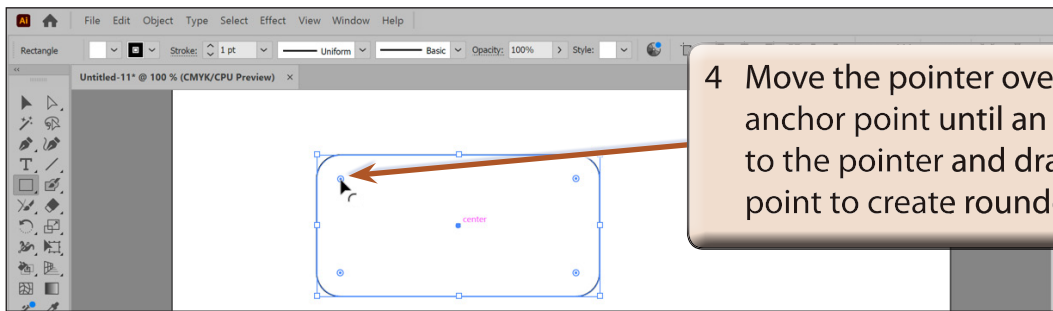 Ai File Edit Object Type Select Effect View Window Help
Rectangle Stroke: 1 pt Uniform Basic Opacity: 100% Style:
Untitled-11* @ 100 % (CMYK/CPU Preview) ×
4 Move the pointer ove
anchor point until an
to the pointer and dra
point to create round
center